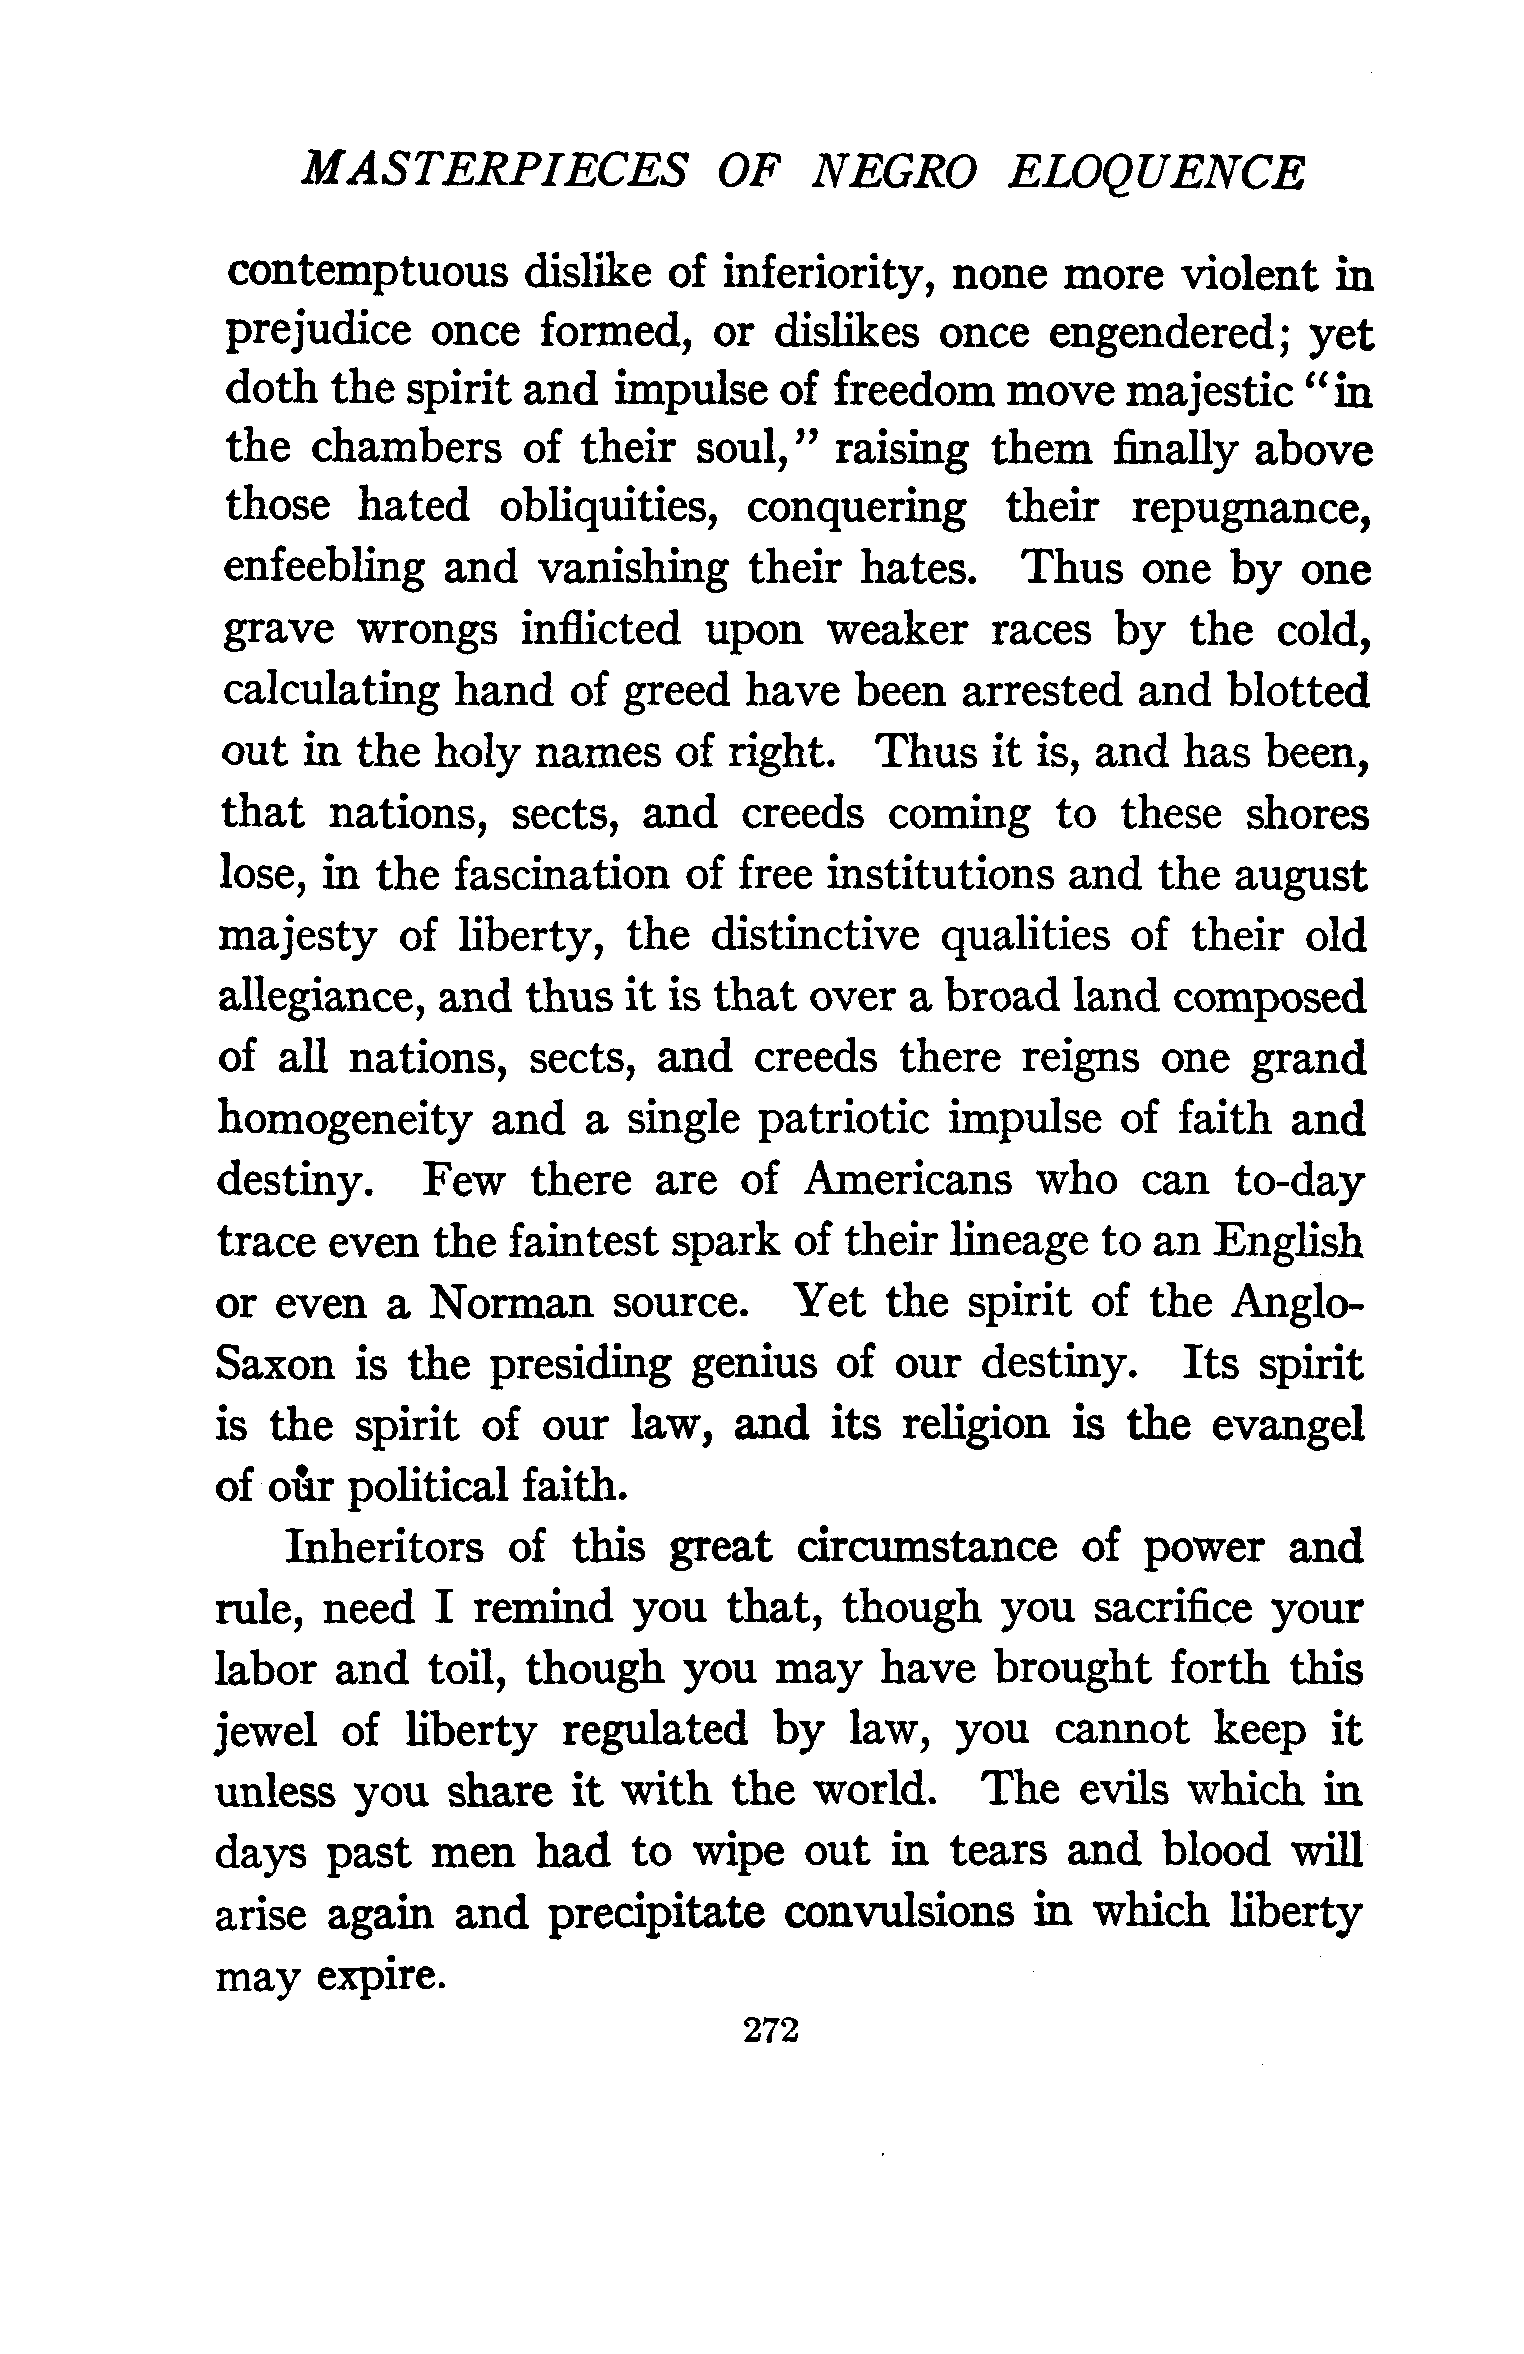 MASTERPIECES OF NEGRO ELOQUENCE
contemptuous dislike of inferiority, none more violent in
prejudice once formed, or dislikes once engendered; yet
doth the spirit and impulse of freedom move majestic “in
the chambers of their soul,” raising them finally above
those hated obliquities, conquering their repugnance,
enfeebling and vanishing their hates. Thus one by one
grave wrongs inflicted upon weaker races by the cold,
calculating hand of greed have been arrested and blotted
out in the holy names of right. Thus it is, and has been,
that nations, sects, and creeds coming to these shores
lose, in the fascination of free institutions and the august
majesty of liberty, the distinctive qualities of their old
allegiance, and thus it is that over a broad land composed
of all nations, sects, and creeds there reigns one grand
homogeneity and a single patriotic impulse of faith and
destiny. Few there are of Americans who can to-day
trace even the faintest spark of their lineage to an English
or even a Norman source. Yet the spirit of the Anglo-
Saxon is the presiding genius of our destiny. Its spirit
is the spirit of our law, and its religion is the evangel
of our political faith.
Inheritors of this great circumstance of power and
rule, need I remind you that, though you sacrifice your
labor and toil, though you may have brought forth this
jewel of liberty regulated by law, you cannot keep it
unless you share it with the world. The evils which in
days past men had to wipe out in tears and blood will
arise again and precipitate convulsions in which liberty
may expire.
272